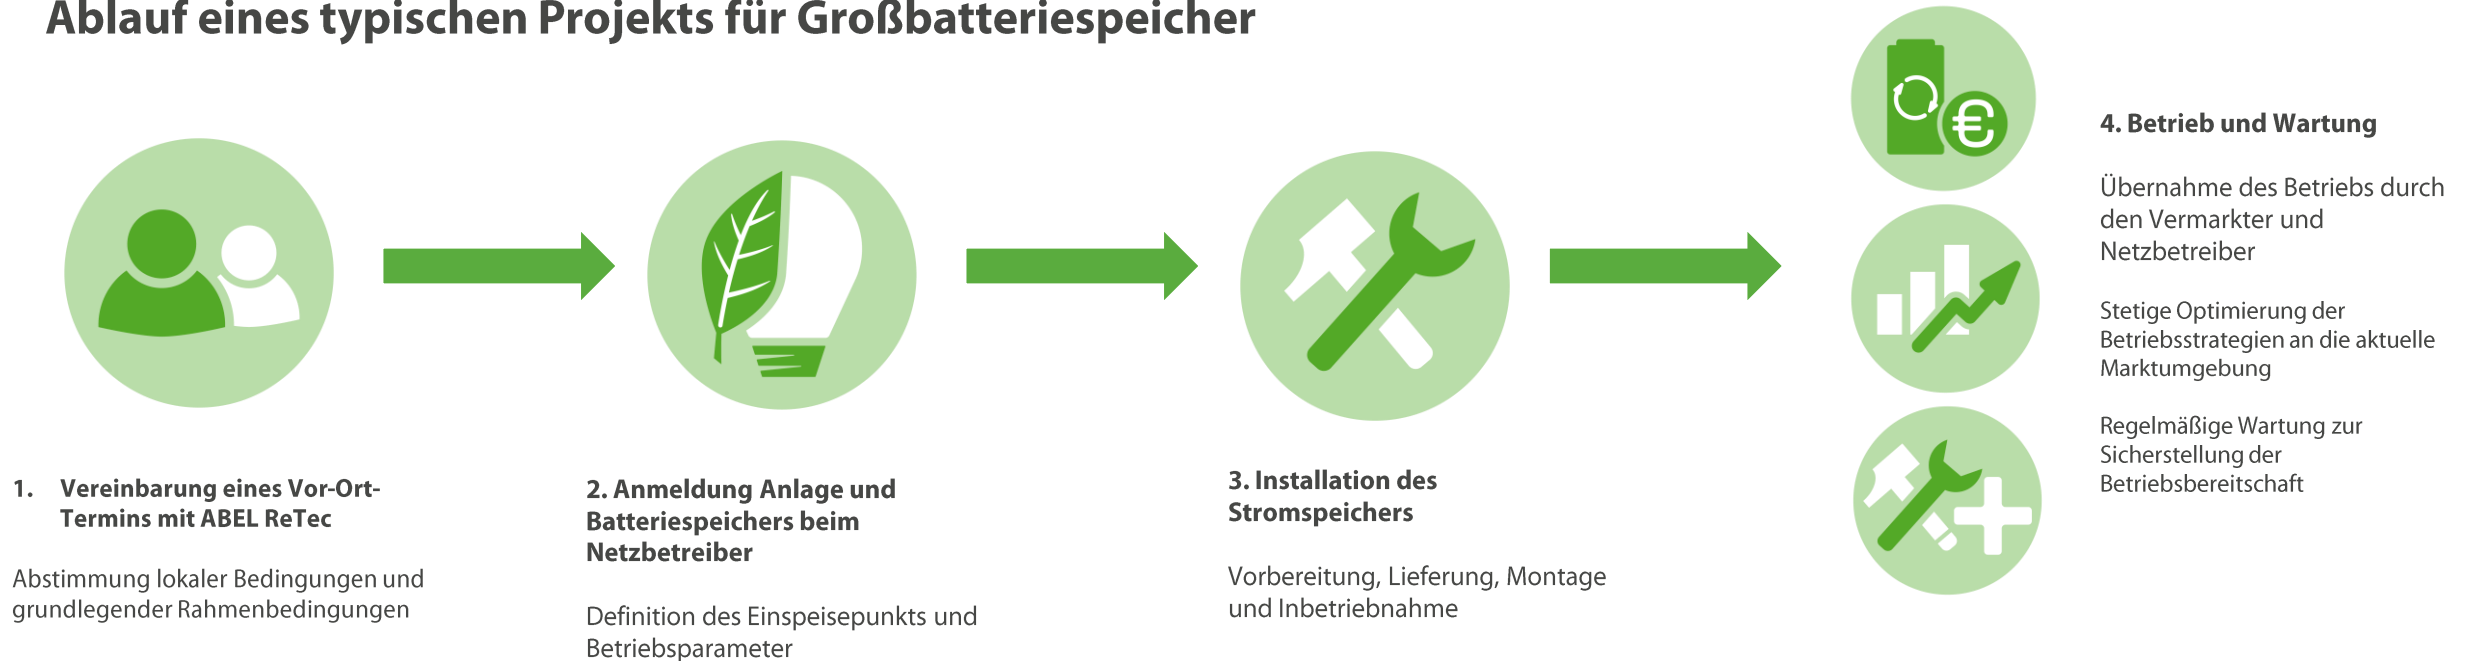 Ablauf eines typischen Projekts für Großbatteriespeicher
1. Vereinbarung eines Vor-Ort-
Termins mit ABEL ReTec
Abstimmung lokaler Bedingungen und
grundlegender Rahmenbedingungen
2. Anmeldung Anlage und
Batteriespeichers beim
Netzbetreiber
Definition des Einspeisepunkts und
Betriebsparameter
3. Installation des
Stromspeichers
Vorbereitung, Lieferung, Montage
und Inbetriebnahme
€
4. Betrieb und Wartung
Übernahme des Betriebs durch
den Vermarkter und
Netzbetreiber
Stetige Optimierung der
Betriebsstrategien an die aktuelle
Marktumgebung
Regelmäßige Wartung zur
Sicherstellung der
Betriebsbereitschaft